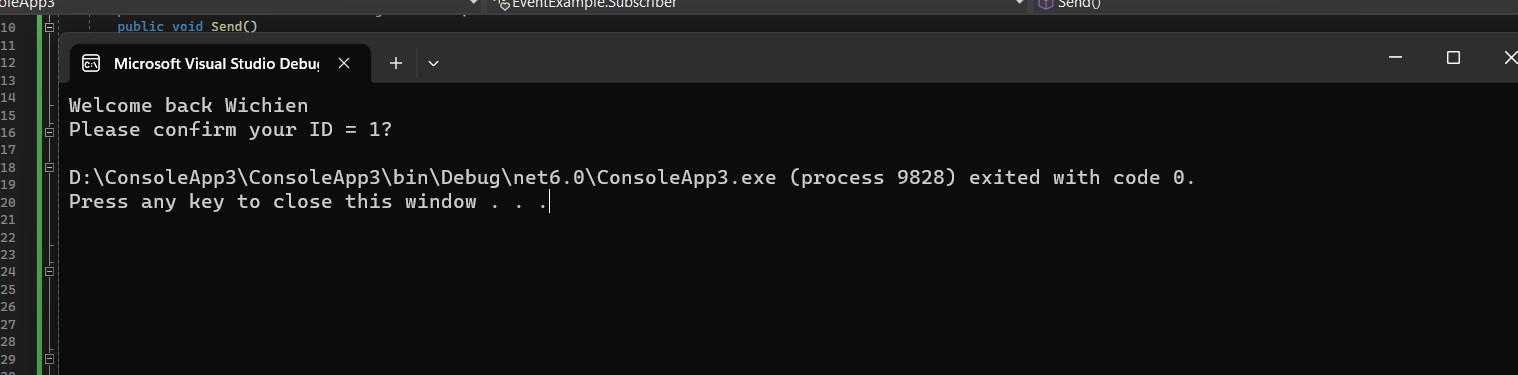 oleApp3 EventExample.Subscriber Send()
10 public void Send()
11
Microsoft Visual Studio Debu
12
13
14
Welcome back Wichien
15
16
Please confirm your ID = 1?
17
18
D:\ConsoleApp3\ConsoleApp3\bin\Debug\net6.0\ConsoleApp3.exe (process 9828) exited with code 0.
19
20
Press any key to close this window . . .
21
22
23
24
25
26
27
28
29